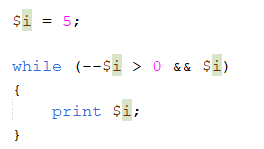 $i = 5;
while (--$i > 0 && $i)
{
print $i;
}